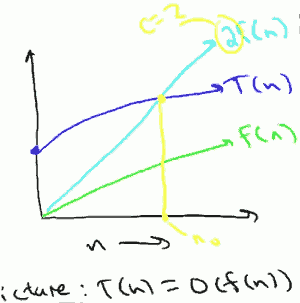 c=2
2f(n)
T(n)
f(n)
n
n₀
icture: T(n) = O(f(n))